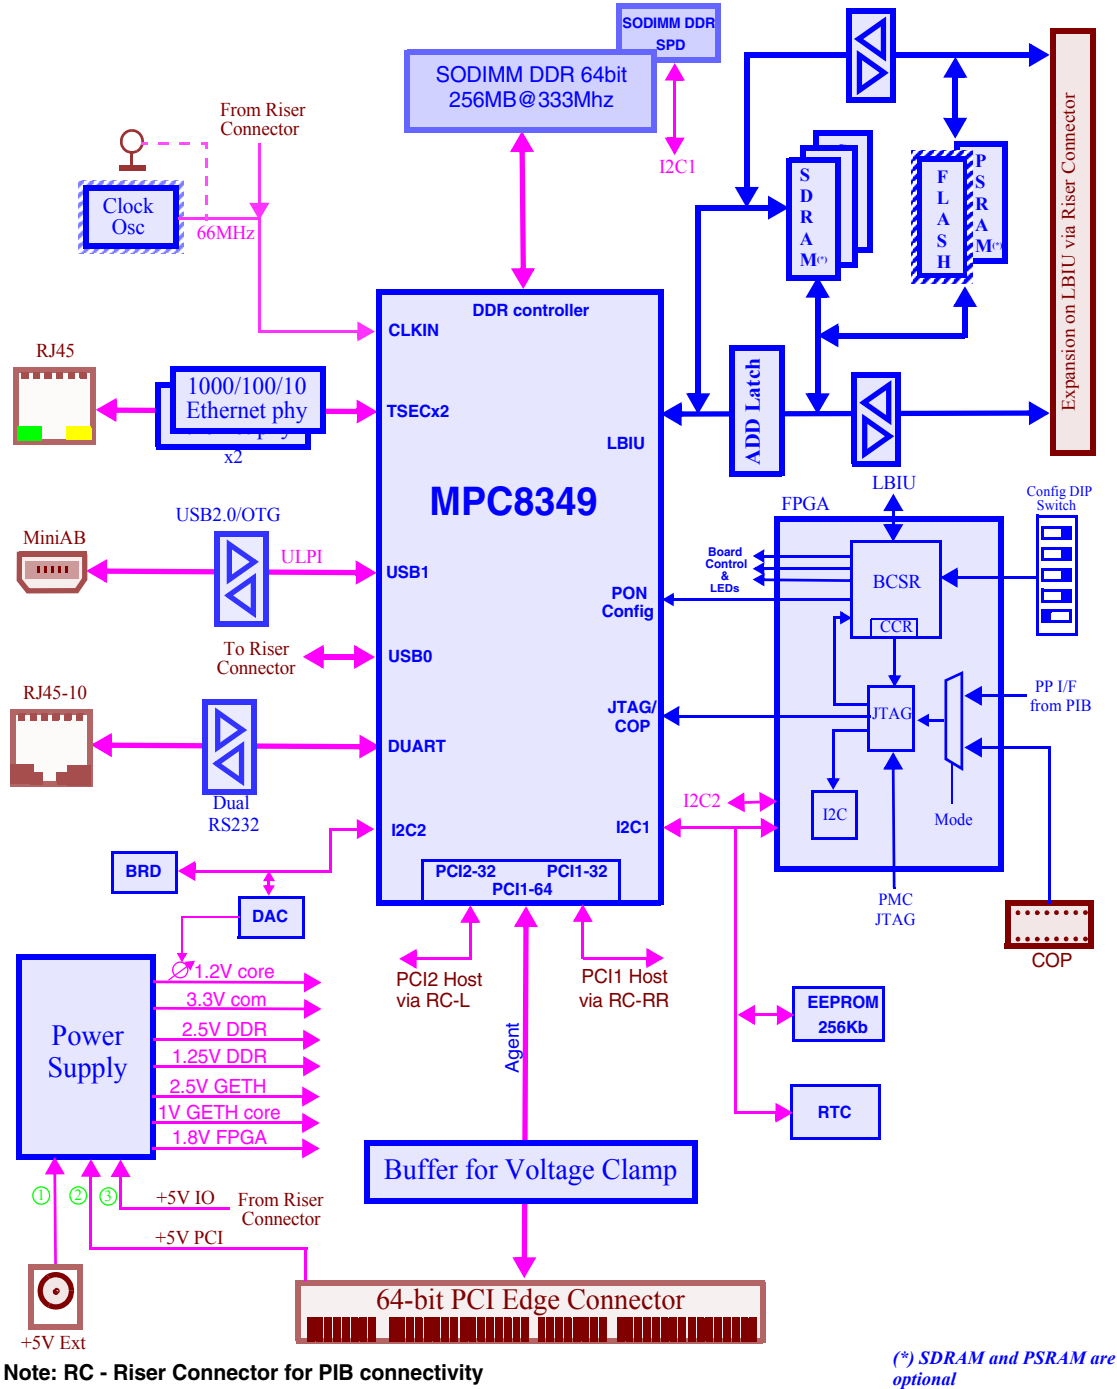 SODIMM DDR
SPD
SODIMM DDR 64bit
256MB@333Mhz
I2C1
From Riser
Connector
Clock
Osc
66MHz
SDRAM(*)
FLASH
PSRAM(*)
Expansion on LBIU via Riser Connector
DDR controller
CLKIN
RJ45
1000/100/10
Ethernet phy
x2
TSECx2
LBIU
ADD Latch
MPC8349
LBIU
FPGA
Config DIP
Switch
USB2.0/OTG
MiniAB
ULPI
USB1
Board
Control
&
LEDs
BCSR
CCR
PON
Config
To Riser
Connector
USB0
RJ45-10
JTAG/
COP
JTAG
PP I/F
from PIB
DUART
Dual
RS232
I2C2
I2C
Mode
I2C2
I2C1
BRD
PCI2-32
PCI1-32
PCI1-64
PMC
JTAG
DAC
COP
1.2V core
3.3V com
2.5V DDR
1.25V DDR
2.5V GETH
1V GETH core
1.8V FPGA
Power
Supply
PCI2 Host
via RC-L
PCI1 Host
via RC-RR
Agent
EEPROM
256Kb
RTC
Buffer for Voltage Clamp
1
2
3
+5V IO
From Riser
Connector
+5V PCI
64-bit PCI Edge Connector
+5V Ext
Note: RC - Riser Connector for PIB connectivity
(*) SDRAM and PSRAM are
optional